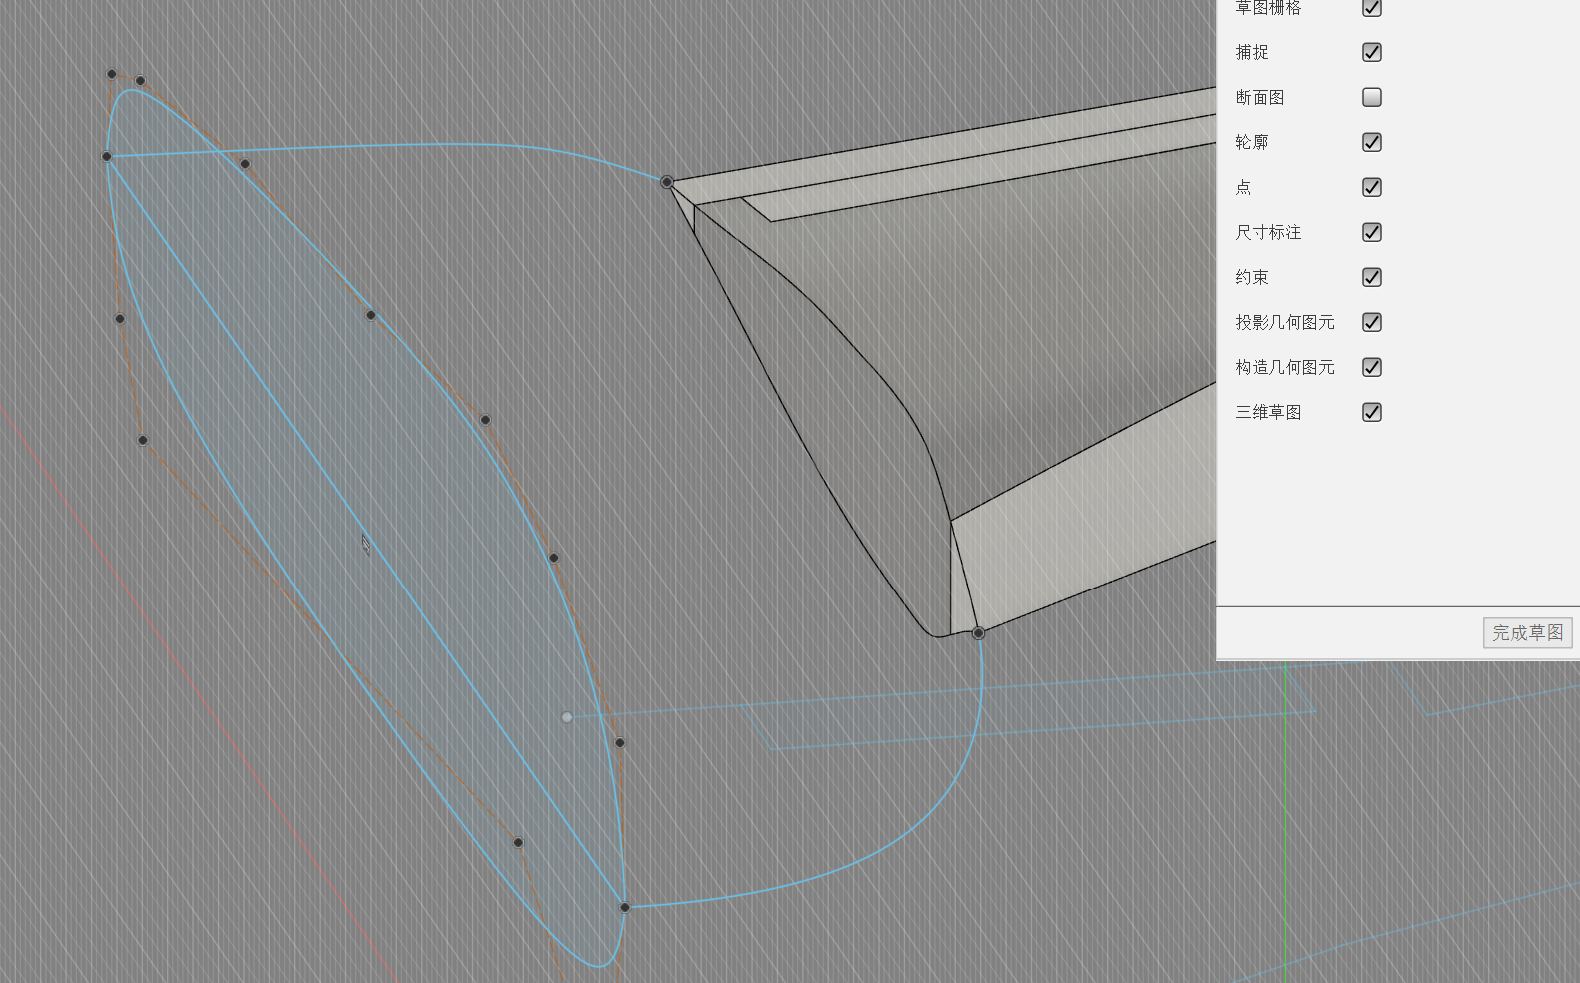 草图栅格
捕捉
断面图
轮廓
点
尺寸标注
约束
投影几何图元
构造几何图元
三维草图
完成草图